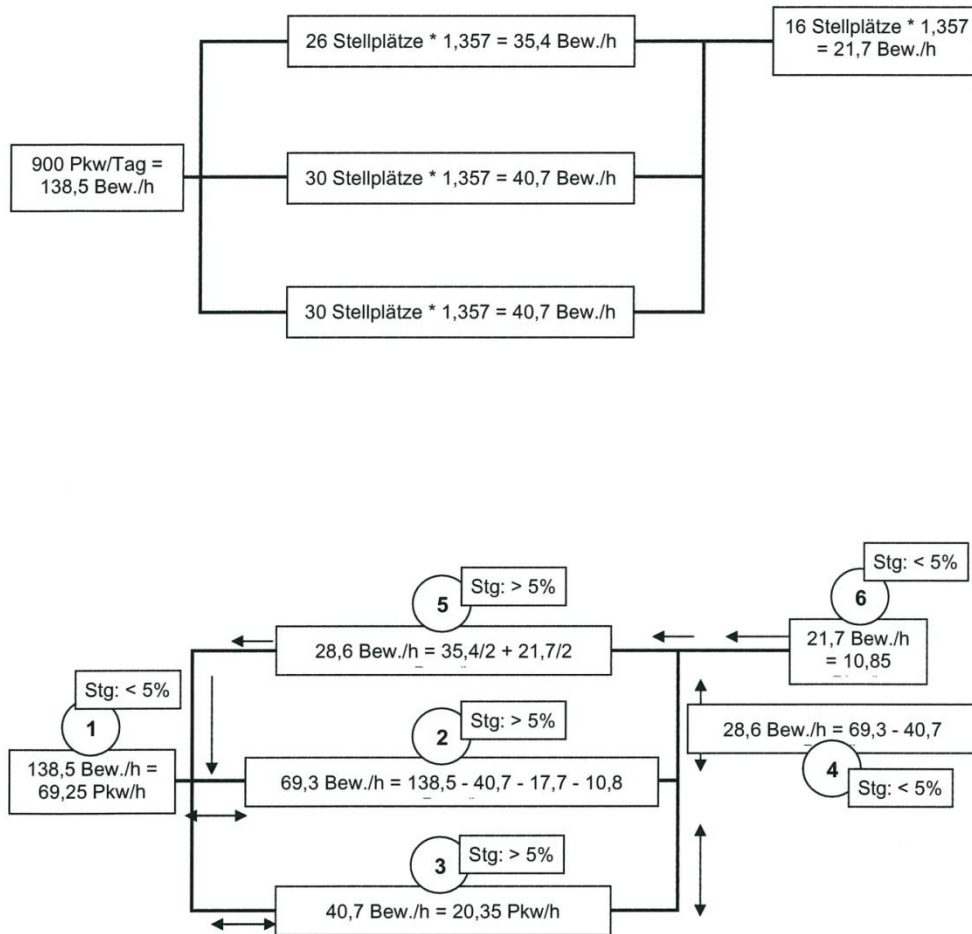 26 Stellplätze * 1,357 = 35,4 Bew./h
16 Stellplätze * 1,357
= 21,7 Bew./h
900 Pkw/Tag =
138,5 Bew./h
30 Stellplätze * 1,357 = 40,7 Bew./h
30 Stellplätze * 1,357 = 40,7 Bew./h
Stg: < 5%
6
Stg: > 5%
5
28,6 Bew./h = 35,4/2 + 21,7/2
21,7 Bew./h
= 10,85
Stg: < 5%
1
138,5 Bew./h =
69,25 Pkw/h
Stg: > 5%
2
69,3 Bew./h = 138,5 - 40,7 - 17,7 - 10,8
28,6 Bew./h = 69,3 - 40,7
4
Stg: < 5%
Stg: > 5%
3
40,7 Bew./h = 20,35 Pkw/h